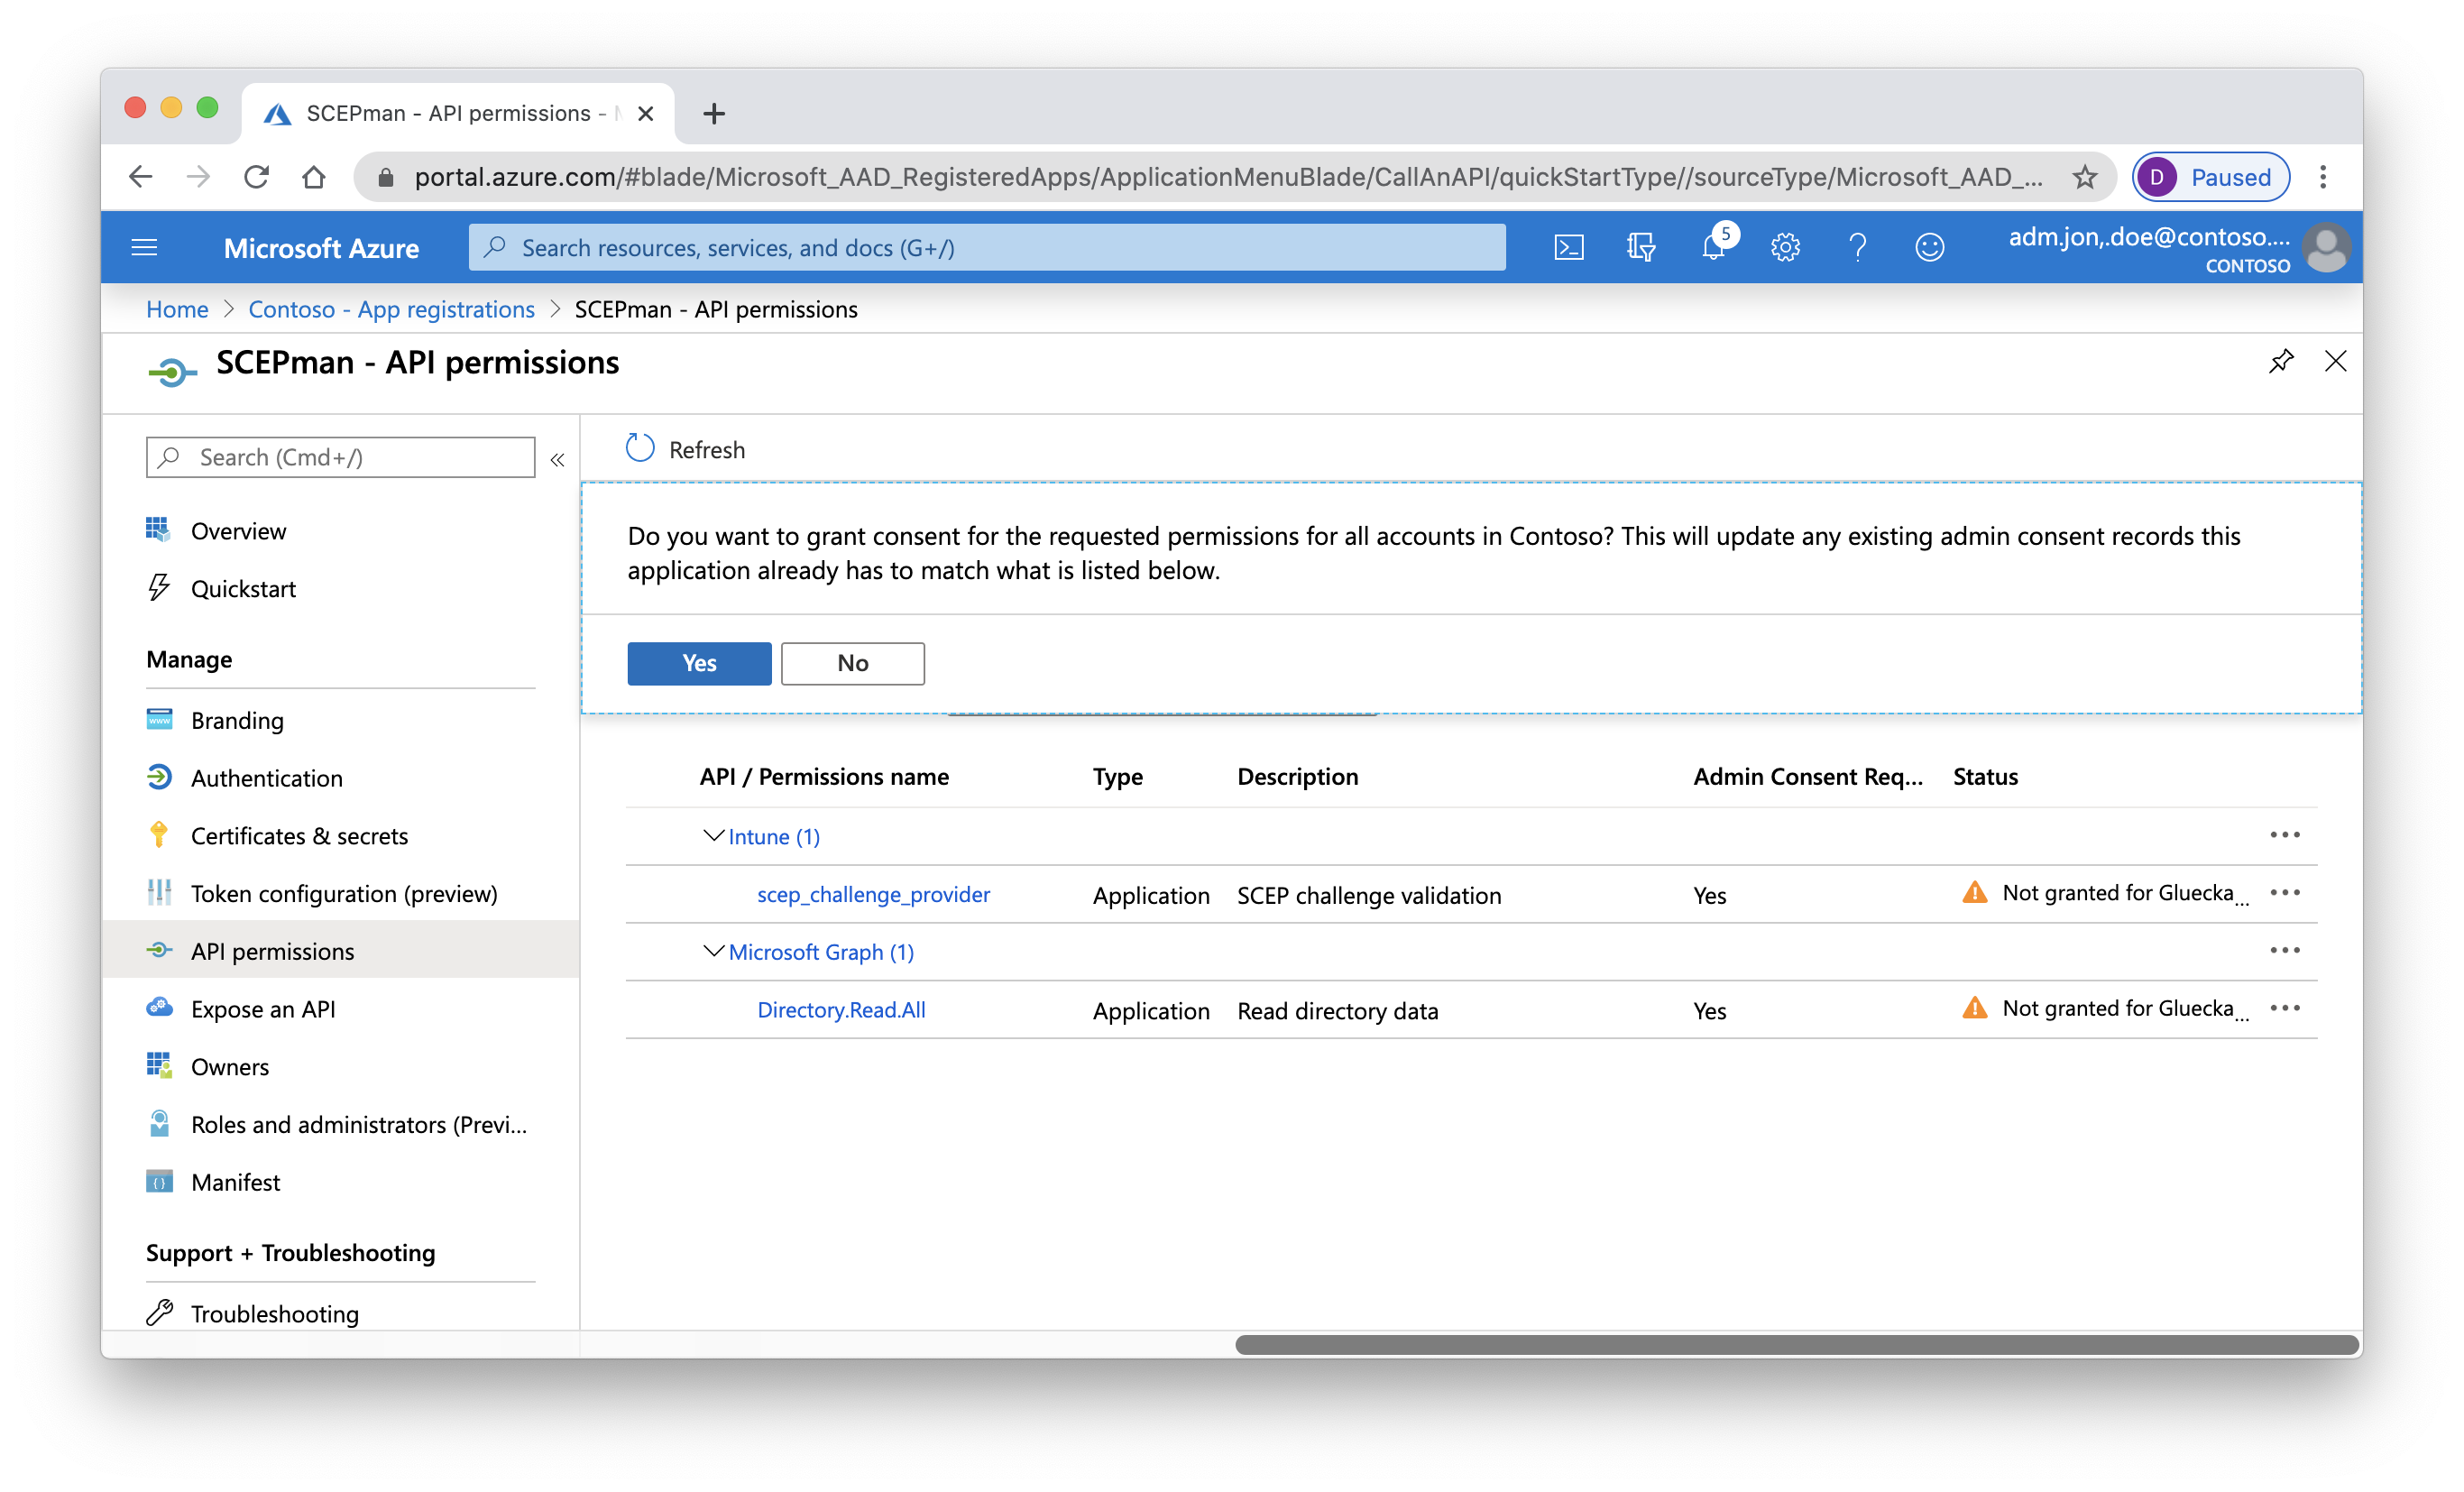 SCEPman - API permissions -
portal.azure.com/#blade/Microsoft_AAD_RegisteredApps/ApplicationMenuBlade/CallAnAPI/quickStartType//sourceType/Microsoft_AAD_...
D Paused
Microsoft Azure
Search resources, services, and docs (G+/)
5
adm.jon,.doe@contoso....
CONTOSO
Home > Contoso - App registrations > SCEPman - API permissions
SCEPman - API permissions
Search (Cmd+/)
«
Overview
Quickstart
Manage
Branding
Authentication
Certificates & secrets
Token configuration (preview)
API permissions
Expose an API
Owners
Roles and administrators (Previ...
Manifest
Support + Troubleshooting
Troubleshooting
Refresh
Do you want to grant consent for the requested permissions for all accounts in Contoso? This will update any existing admin consent records this
application already has to match what is listed below.
Yes No
API / Permissions name Type Description Admin Consent Req... Status
Intune (1)
scep_challenge_provider Application SCEP challenge validation Yes Not granted for Gluecka...
Microsoft Graph (1)
Directory.Read.All Application Read directory data Yes Not granted for Gluecka...